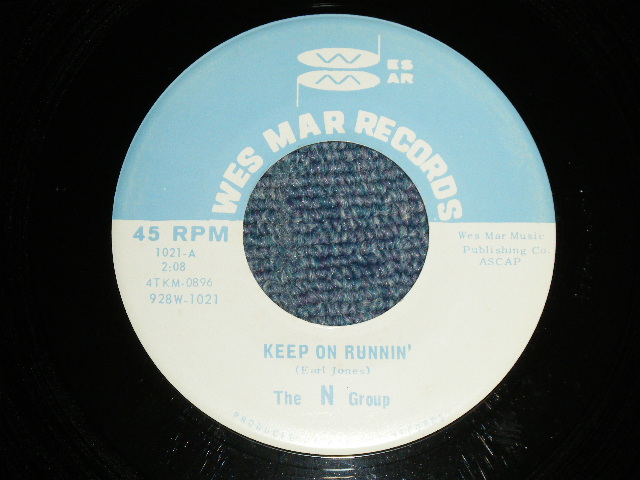 W ES
M AR
WES MAR RECORDS
45 RPM
1021-A
2:08
4TKM-0896
928W-1021
Wes Mar Music
Publishing Co.
ASCAP
KEEP ON RUNNIN'
(Earl Jones)
The N Group